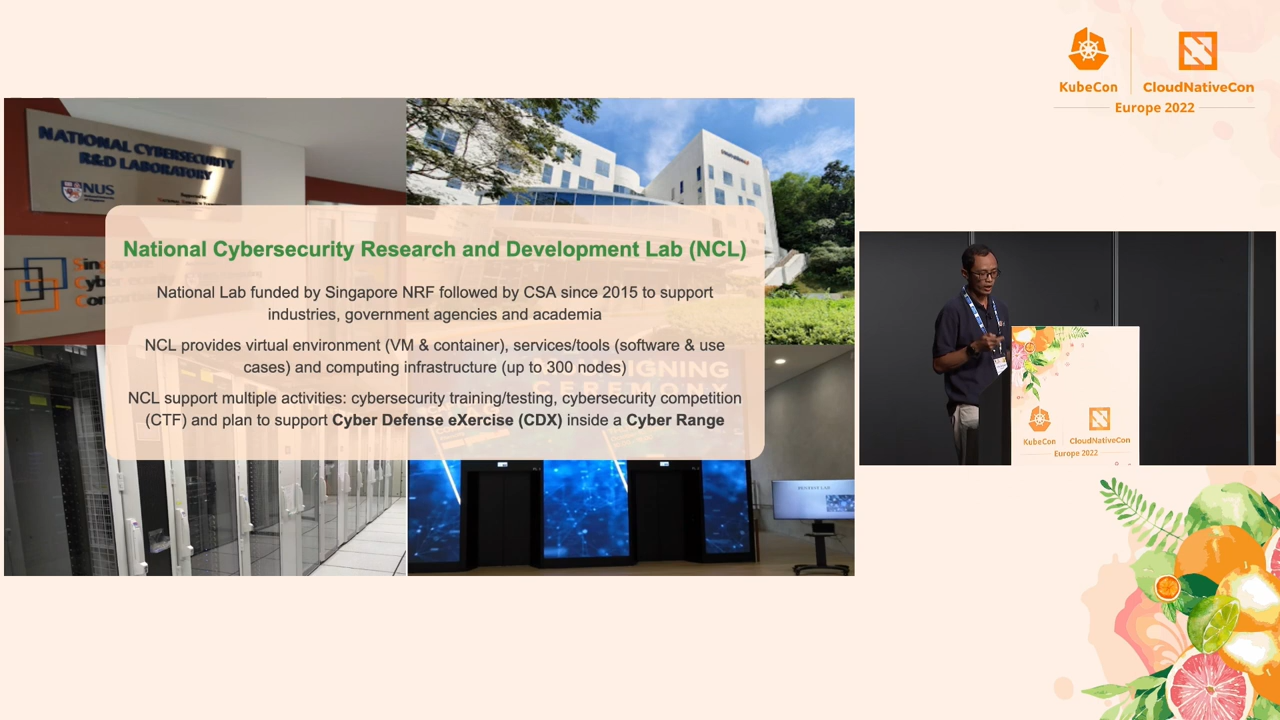 KubeCon
CloudNativeCon
Europe 2022
NATIONAL CYBERSECURITY
R&D LABORATORY
NUS
National Cybersecurity Research and Development Lab (NCL)
National Lab funded by Singapore NRF followed by CSA since 2015 to support
industries, government agencies and academia
NCL provides virtual environment (VM & container), services/tools (software & use
cases) and computing infrastructure (up to 300 nodes)
NCL support multiple activities: cybersecurity training/testing, cybersecurity competition
(CTF) and plan to support Cyber Defense eXercise (CDX) inside a Cyber Range
SIGNING
CEREMONY
KubeCon
CloudNativeCon
Europe 2022